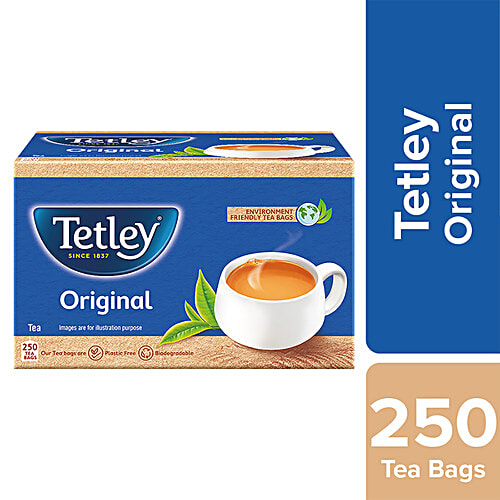 Tetley
Tetley®
SINCE 1837
ENVIRONMENT
FRIENDLY TEA BAGS
Original
Tea
Images are for illustration purpose
250
TEA
BAGS
Our Tea bags are
Plastic Free
Biodegradable
Tetley
Original
250
Tea Bags